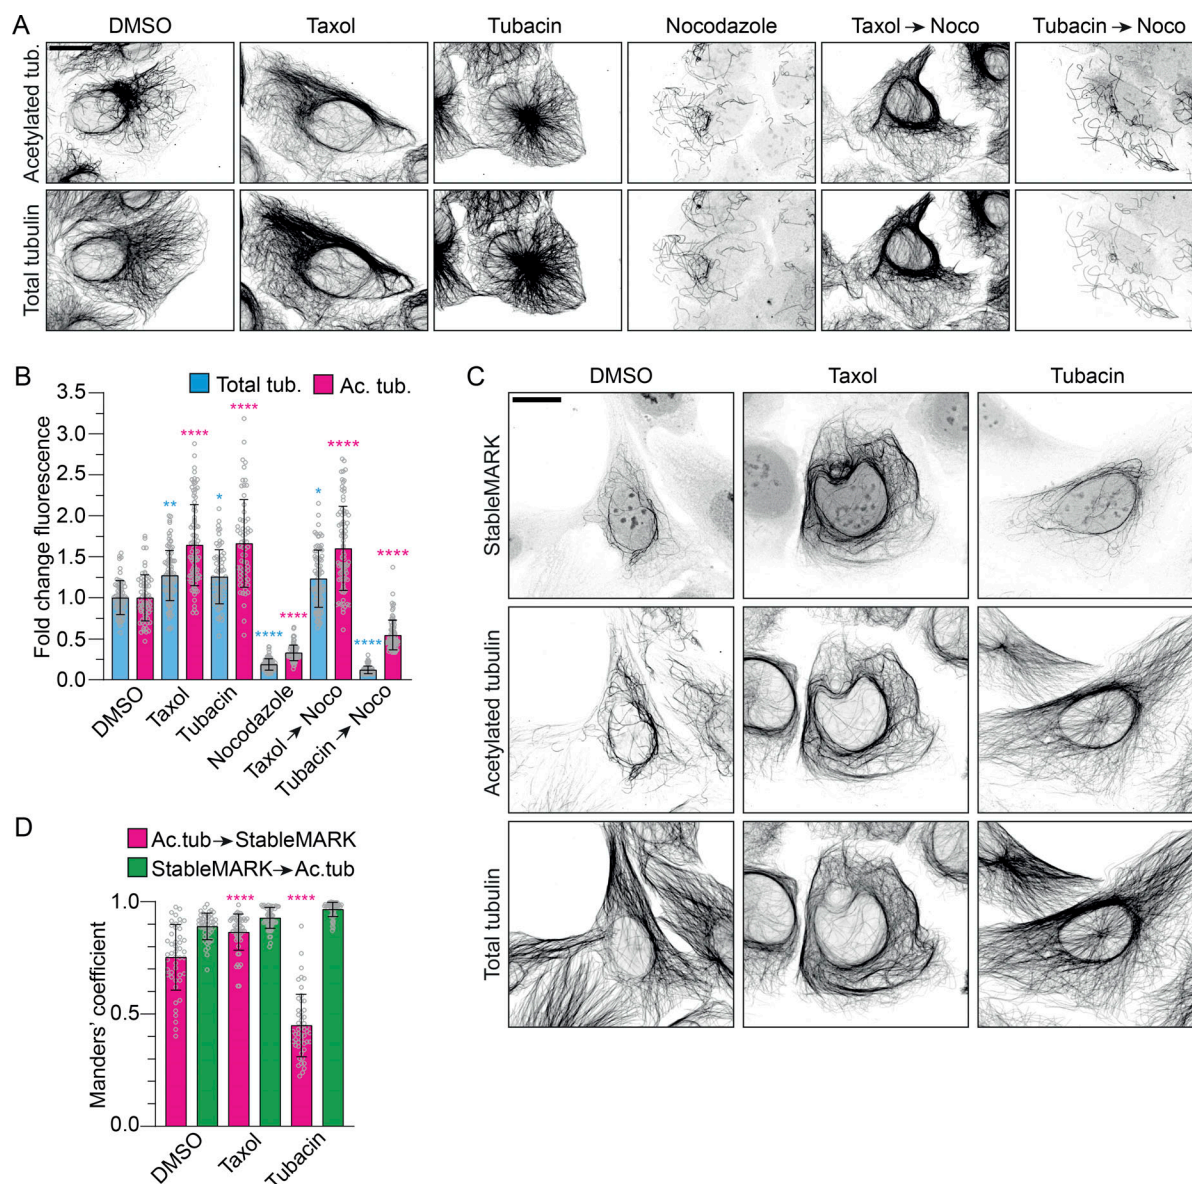 A
DMSO
Taxol
Tubacin
Nocodazole
Taxol → Noco
Tubacin → Noco
Acetylated tub.
Total tubulin
B
Total tub.
Ac. tub.
Fold change fluorescence
3.5
3.0
2.5
2.0
1.5
1.0
0.5
0.0
**
****
*
****
****
****
*
****
****
****
DMSO
Taxol
Tubacin
Nocodazole
Taxol → Noco
Tubacin → Noco
C
DMSO
Taxol
Tubacin
StableMARK
Acetylated tubulin
Total tubulin
D
Ac.tub→StableMARK
StableMARK→Ac.tub
Manders' coefficient
1.0
0.5
0.0
****
****
DMSO
Taxol
Tubacin